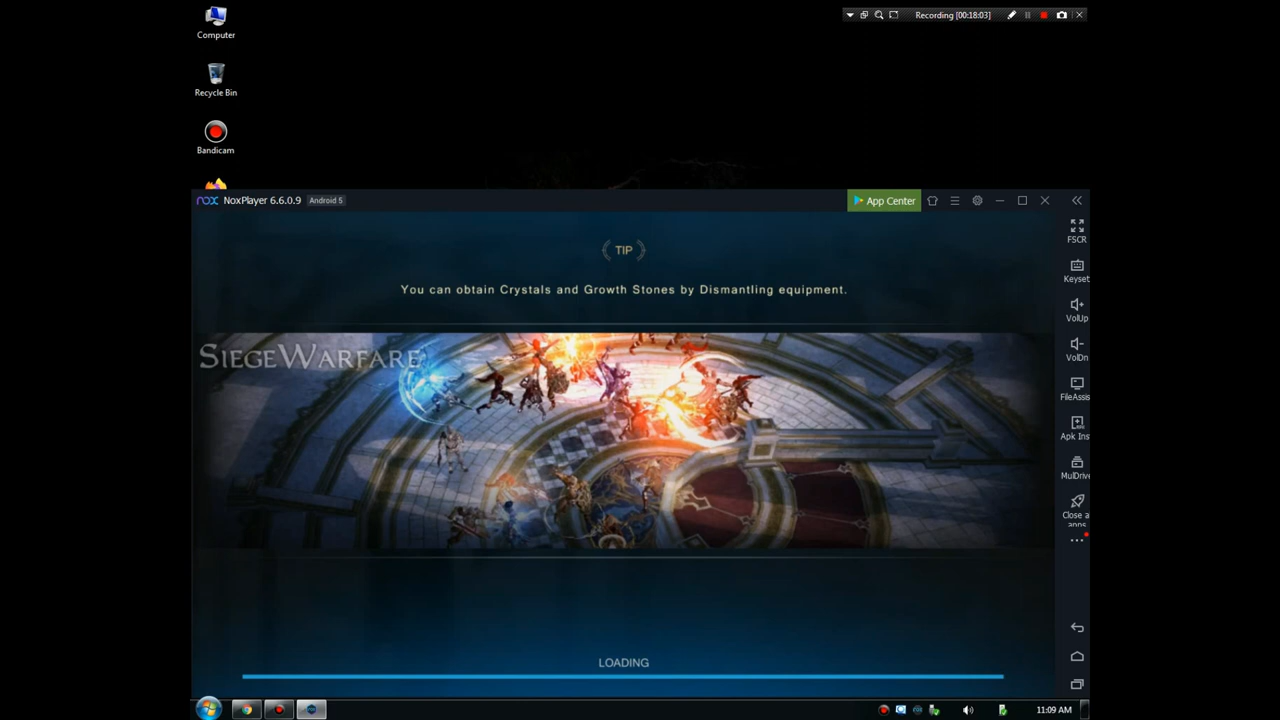 Computer
Recording [00:18:03]
Recycle Bin
Bandicam
nox NoxPlayer 6.6.0.9 Android 5
App Center
FSCR
TIP
Keyset
You can obtain Crystals and Growth Stones by Dismantling equipment.
VolUp
SIEGE WARFARE
VolDn
FileAssis
Apk Ins
MulDrive
Close a
apps
LOADING
11:09 AM